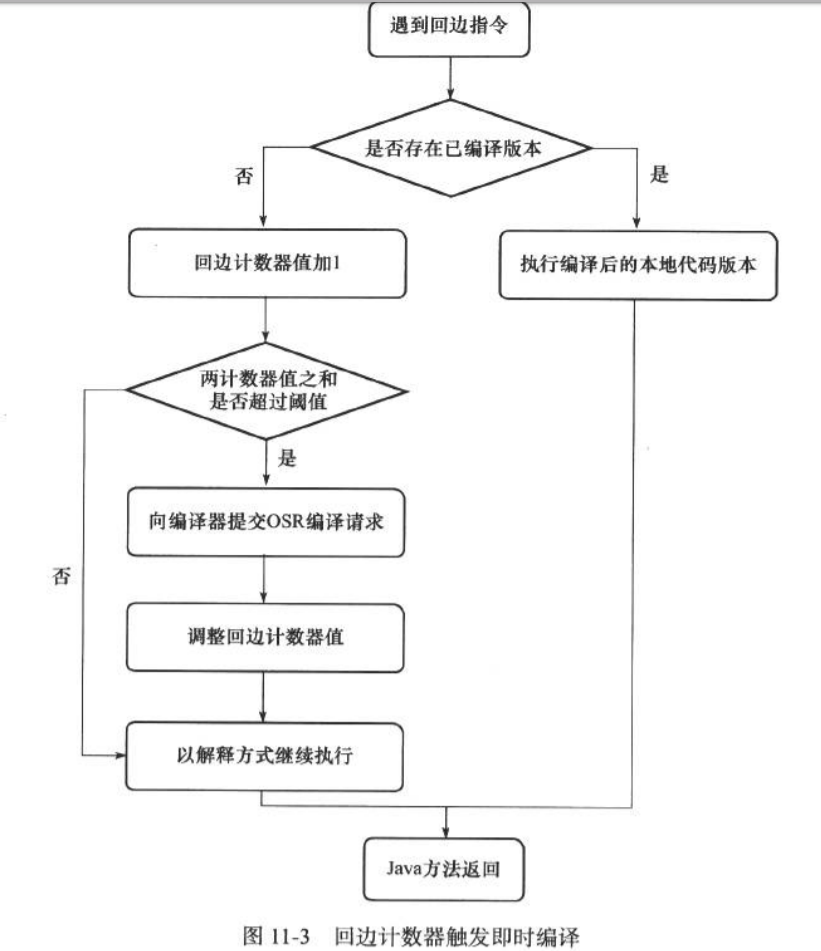 遇到回边指令
是否存在已编译版本
否
是
回边计数器值加1
执行编译后的本地代码版本
两计数器值之和
是否超过阈值
是
向编译器提交OSR编译请求
否
调整回边计数器值
以解释方式继续执行
Java方法返回
图 11-3 回边计数器触发即时编译